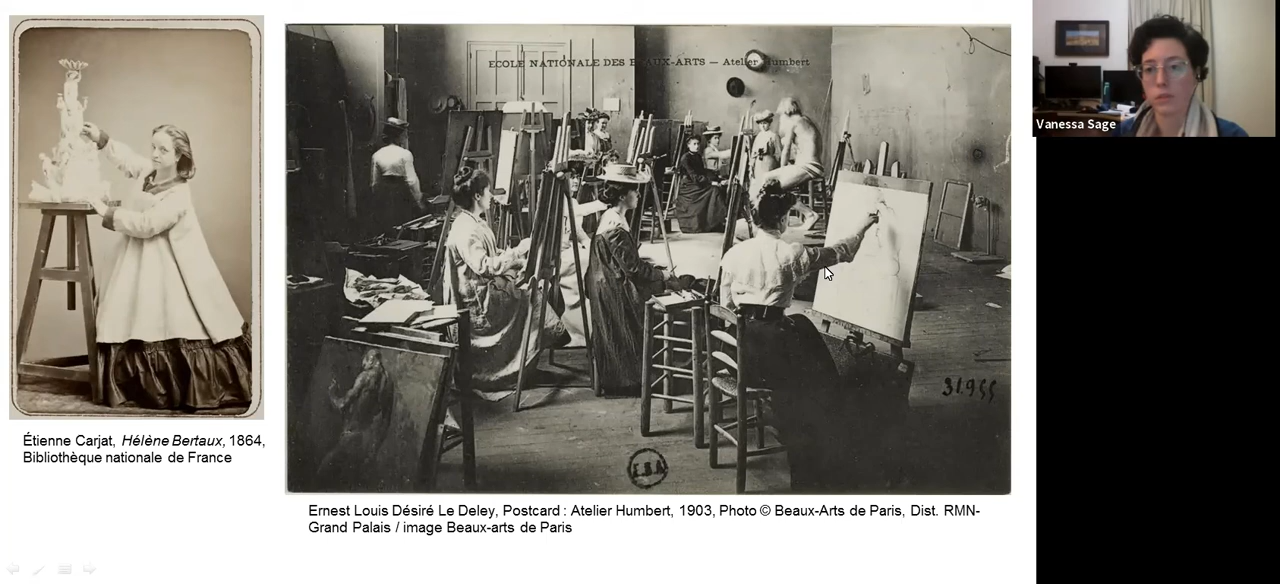 ECOLE NATIONALE DES BEAUX-ARTS — Atelier Humbert
Vanessa Sage
31955
E.B.A
Étienne Carjat, Hélène Bertaux, 1864,
Bibliothèque nationale de France
Ernest Louis Désiré Le Deley, Postcard : Atelier Humbert, 1903, Photo © Beaux-Arts de Paris, Dist. RMN-
Grand Palais / image Beaux-arts de Paris